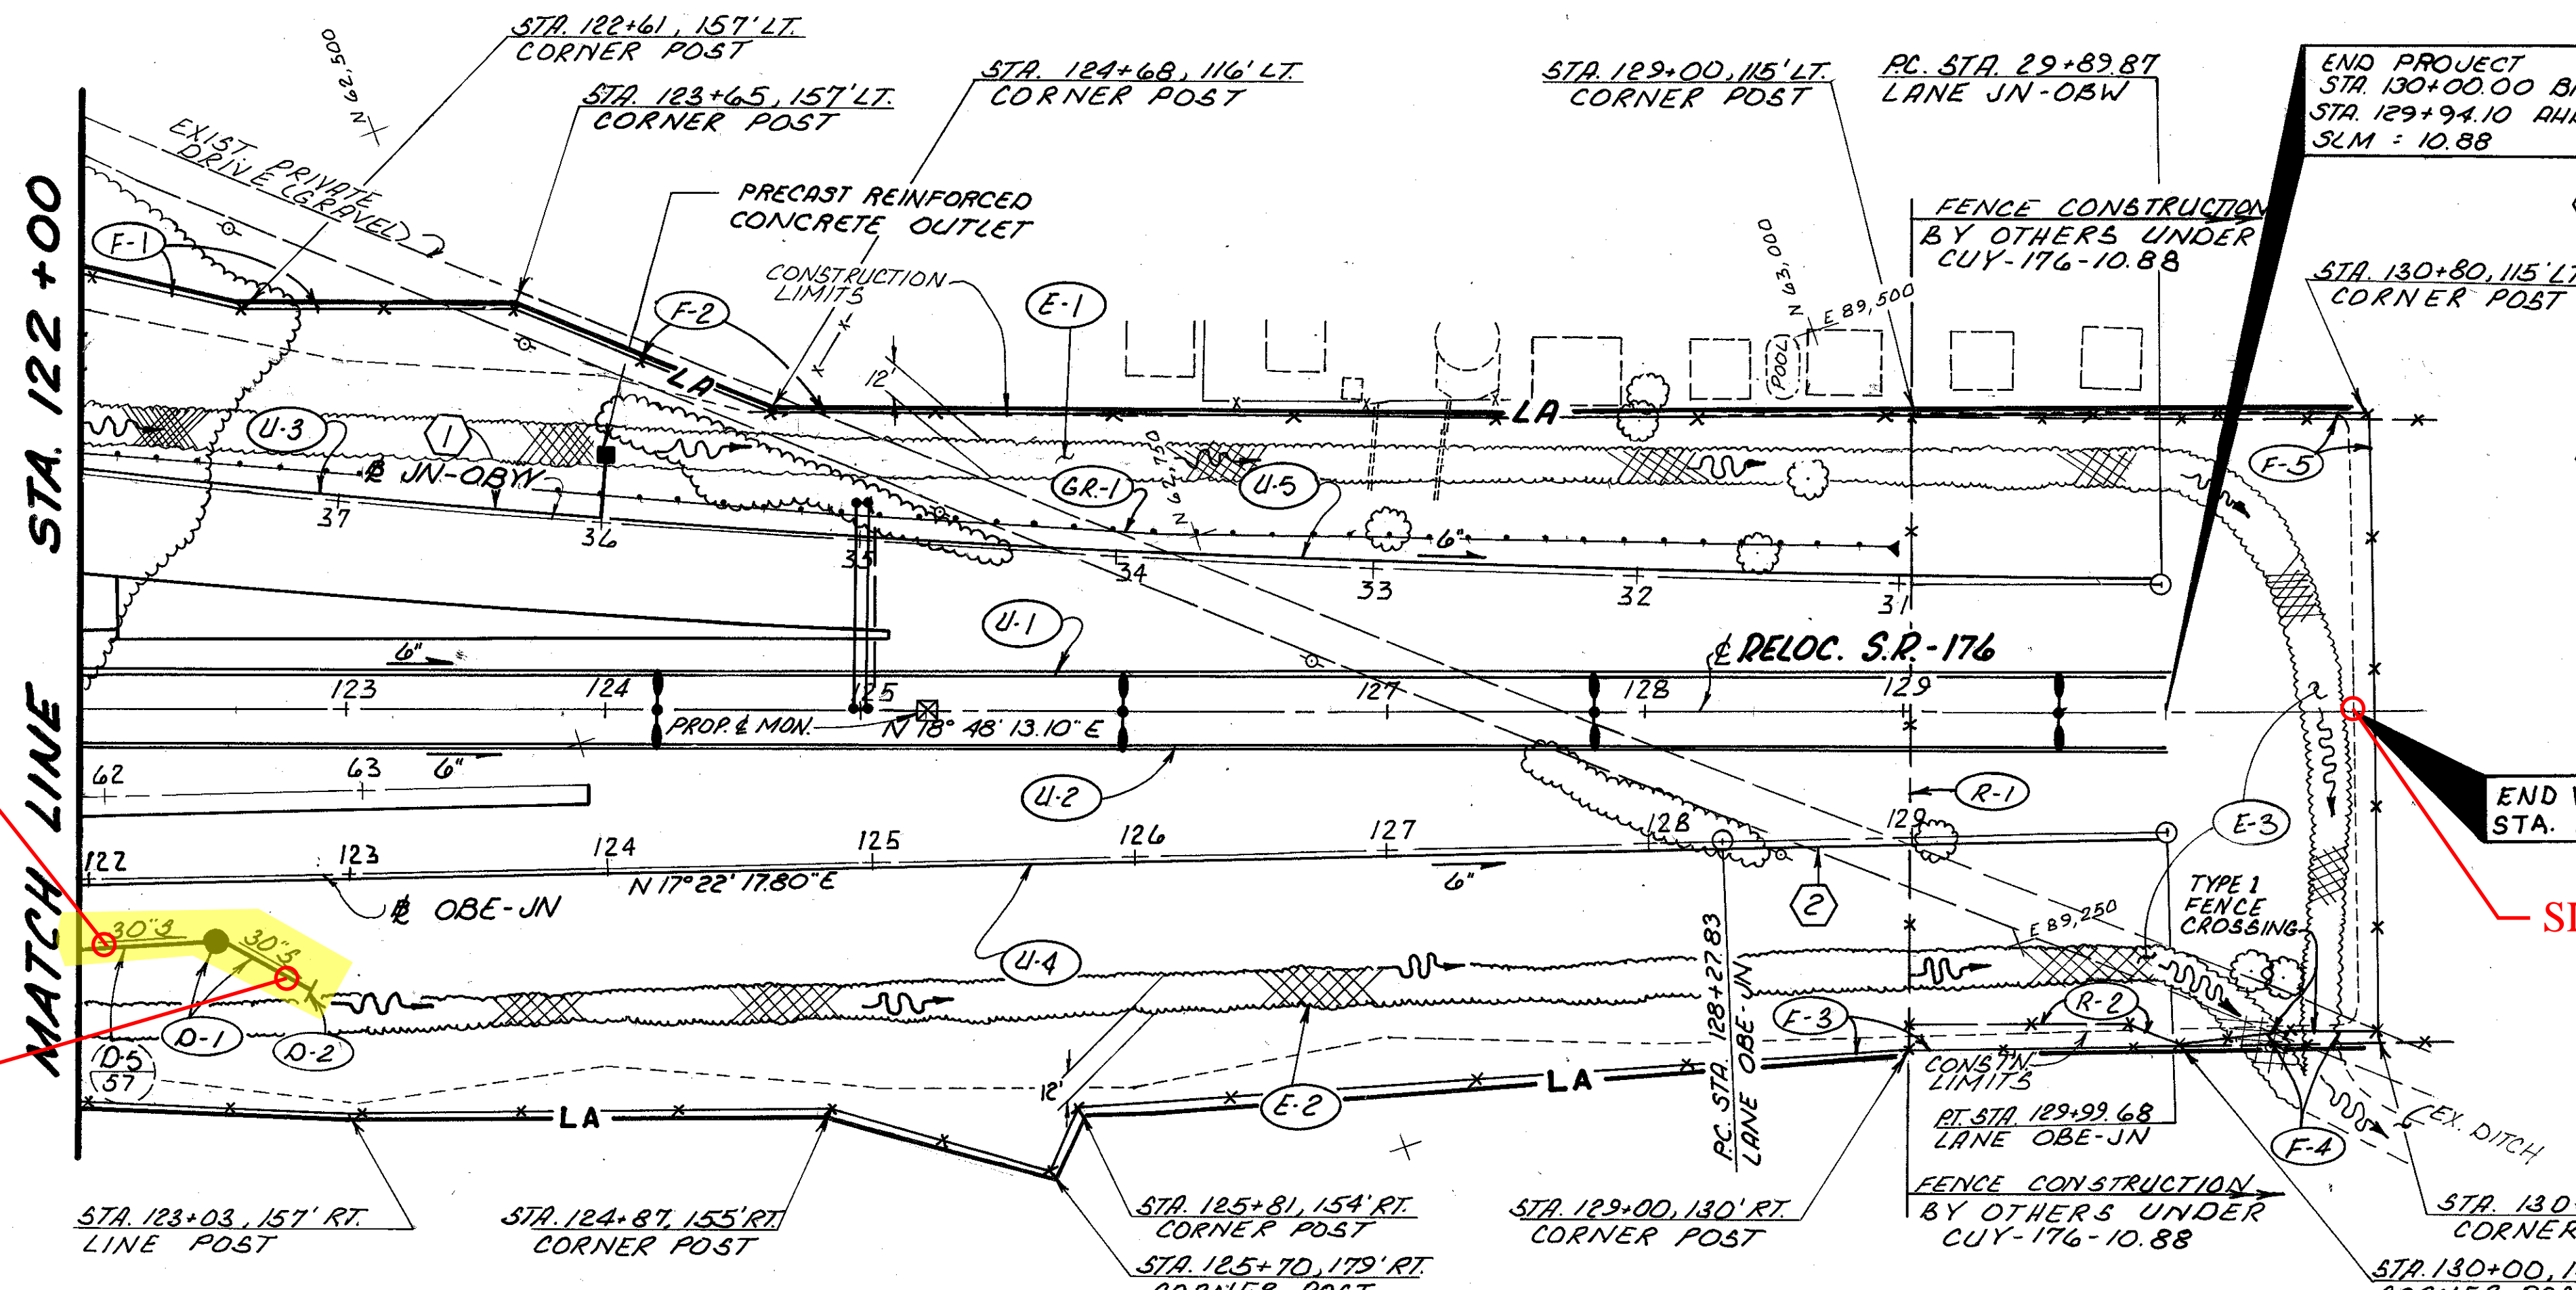 STA. 122+61, 157' LT.
CORNER POST
STA. 123+65, 157' LT.
CORNER POST
STA. 124+68, 116' LT.
CORNER POST
STA. 129+00, 115' LT.
CORNER POST
P.C. STA. 29+89.87
LANE JN-OBW
END PROJECT
STA. 130+00.00
STA. 129+94.10
SLM = 10.88
N 62,500
EXIST. PRIVATE
DRIVE (GRAVEL)
PRECAST REINFORCED
CONCRETE OUTLET
CONSTRUCTION
LIMITS
FENCE CONSTRUCTION
BY OTHERS UNDER
CUY-176-10.88
STA. 130+80, 115' LT.
CORNER POST
F-1
F-2
E-1
N 63,000
E 89,500
POOL
12'
LA
LA
U-3
1
℄ JN-OBW
GR-1
N 62,750
U-5
F-5
6"
37
36
35
34
33
32
31
U-1
℄ RELOC. S.R.-176
6"
123
124
125
127
128
129
PROP. ℄ MON.
N 18° 48' 13.10" E
6"
62
63
U-2
R-1
END
STA.
E-3
122
123
124
125
126
127
128
129
N 17° 22' 17.80" E
6"
℄ OBE-JN
2
TYPE 1
FENCE
CROSSING
E 89,250
30"S
30"S
U-4
D-1
D-2
D-5
57
F-3
R-2
12'
E-2
LA
LA
CONST'N.
LIMITS
P.C. STA. 128+27.83
LANE OBE-JN
P.T. STA. 129+99.68
LANE OBE-JN
F-4
EX. DITCH
STA. 123+03, 157' RT.
LINE POST
STA. 124+87, 155' RT.
CORNER POST
STA. 125+81, 154' RT.
CORNER POST
STA. 125+70, 179' RT.
CORNER POST
STA. 129+00, 130' RT.
CORNER POST
FENCE CONSTRUCTION
BY OTHERS UNDER
CUY-176-10.88
CORNER
STA. 130+00,
MATCH LINE STA. 122+00